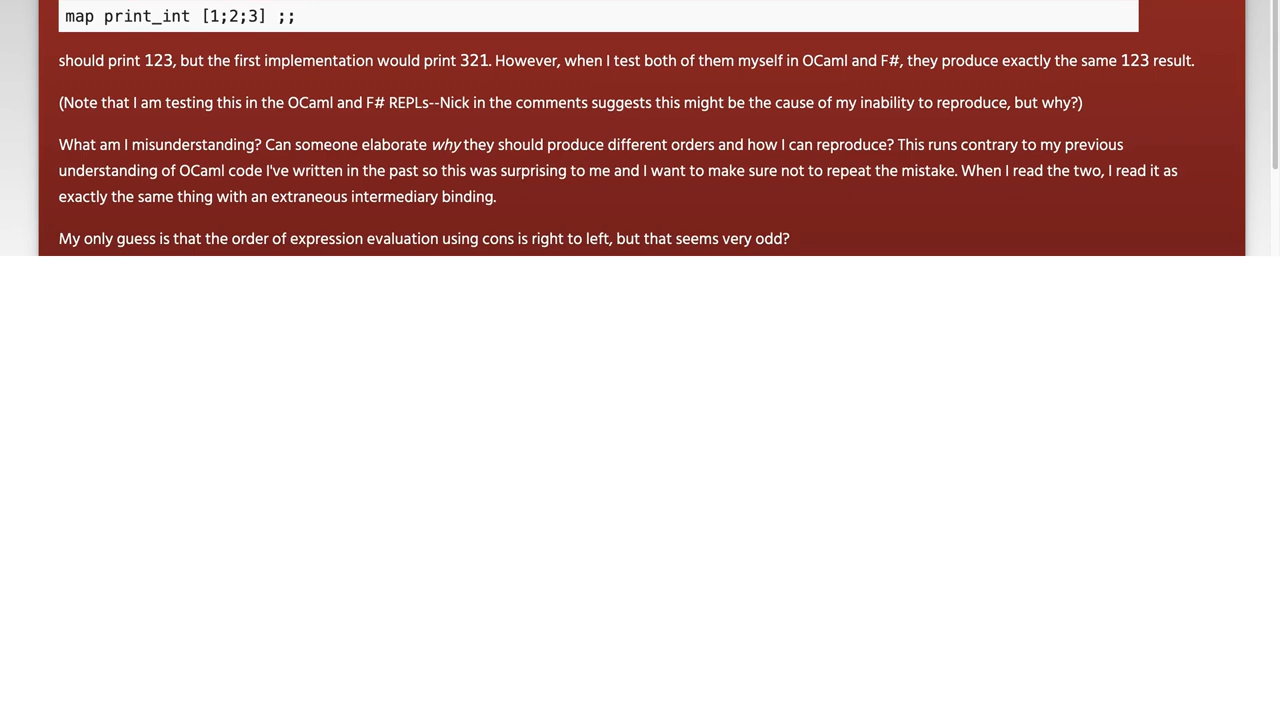 map print_int [1;2;3] ;;
should print 123, but the first implementation would print 321. However, when I test both of them myself in OCaml and F#, they produce exactly the same 123 result.
(Note that I am testing this in the OCaml and F# REPLs--Nick in the comments suggests this might be the cause of my inability to reproduce, but why?)
What am I misunderstanding? Can someone elaborate why they should produce different orders and how I can reproduce? This runs contrary to my previous
understanding of OCaml code I've written in the past so this was surprising to me and I want to make sure not to repeat the mistake. When I read the two, I read it as
exactly the same thing with an extraneous intermediary binding.
My only guess is that the order of expression evaluation using cons is right to left, but that seems very odd?